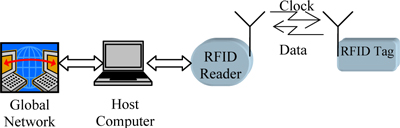 Clock
Data
RFID
Reader
RFID Tag
Global
Network
Host
Computer